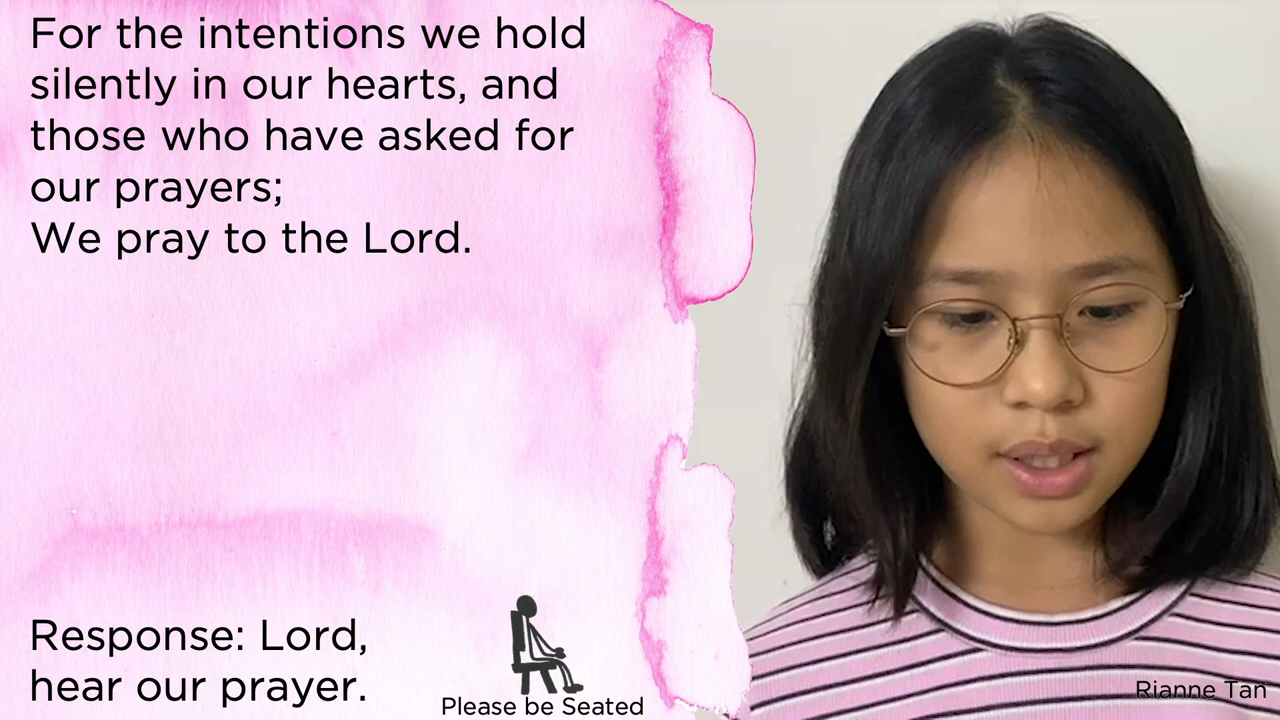 For the intentions we hold
silently in our hearts, and
those who have asked for
our prayers;
We pray to the Lord.
Response: Lord,
hear our prayer.
Please be Seated
Rianne Tan